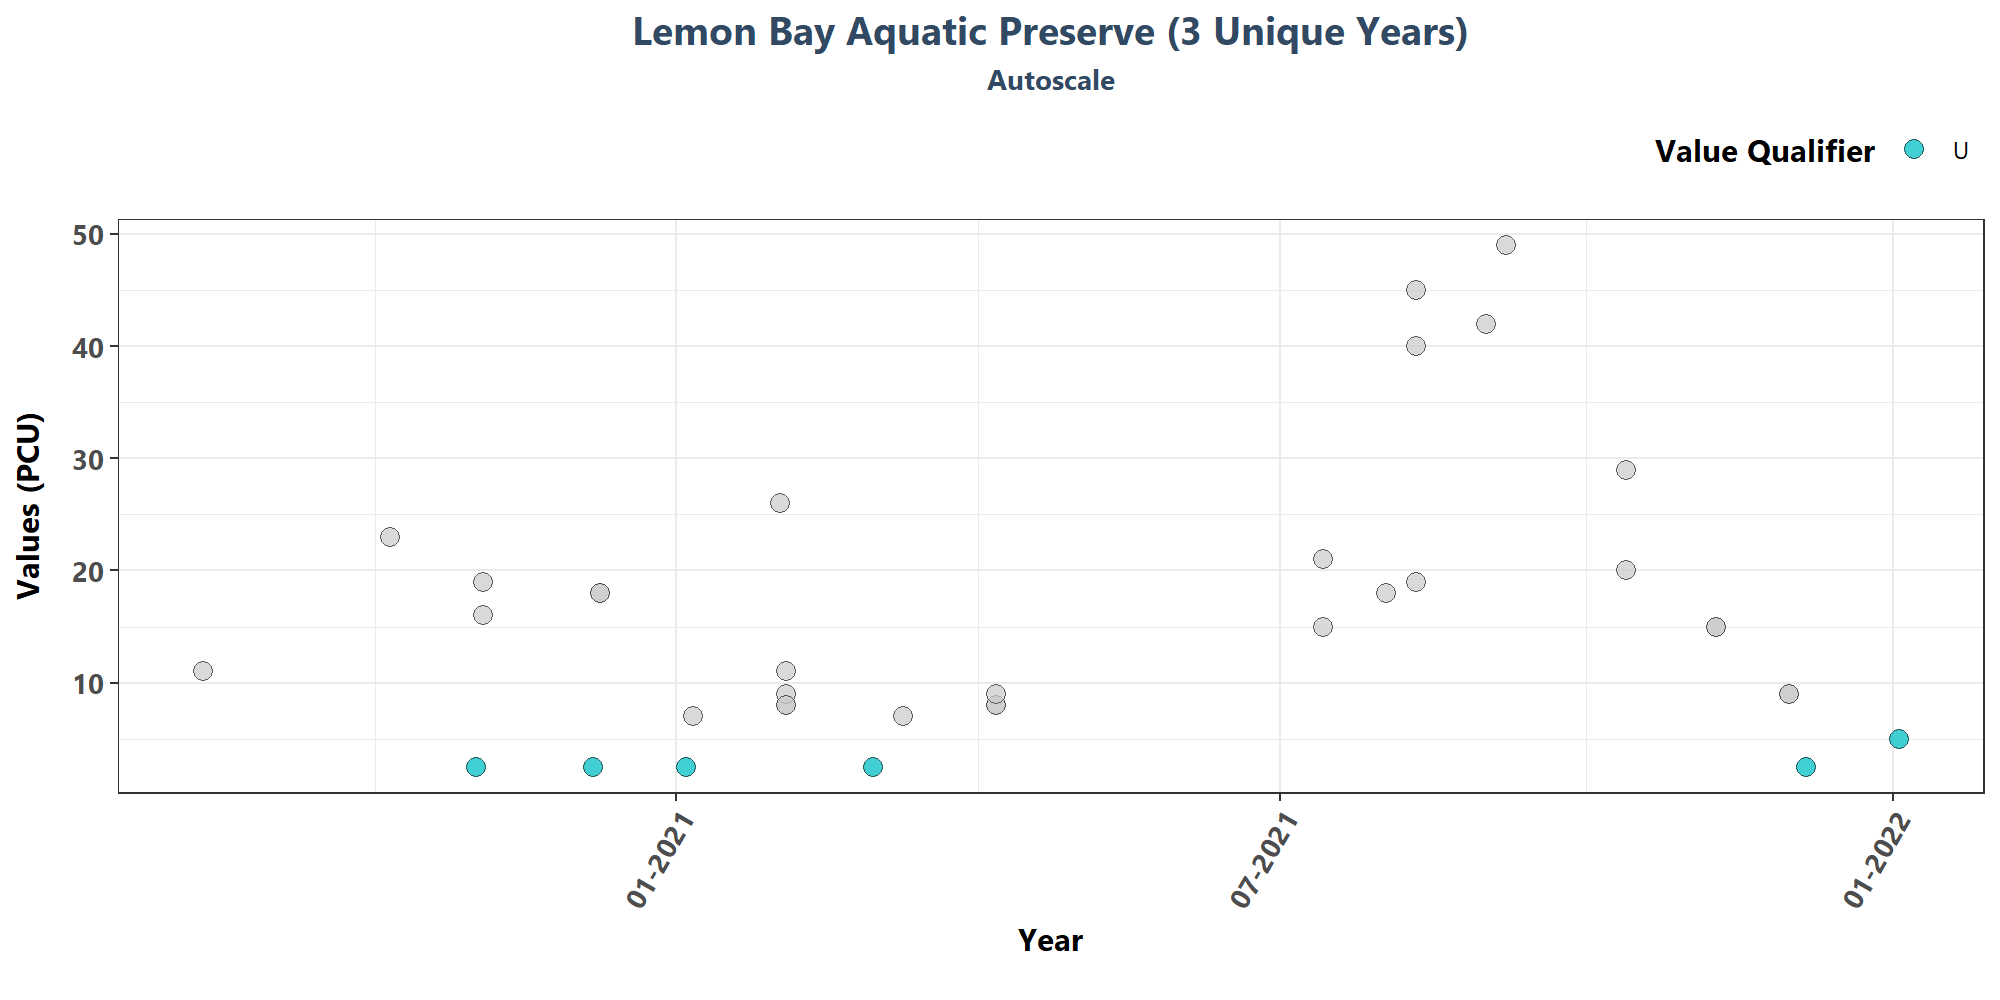 Lemon Bay Aquatic Preserve (3 Unique Years)
Autoscale
Value Qualifier U
Values (PCU)
50
40
30
20
10
01-2021
07-2021
01-2022
Year